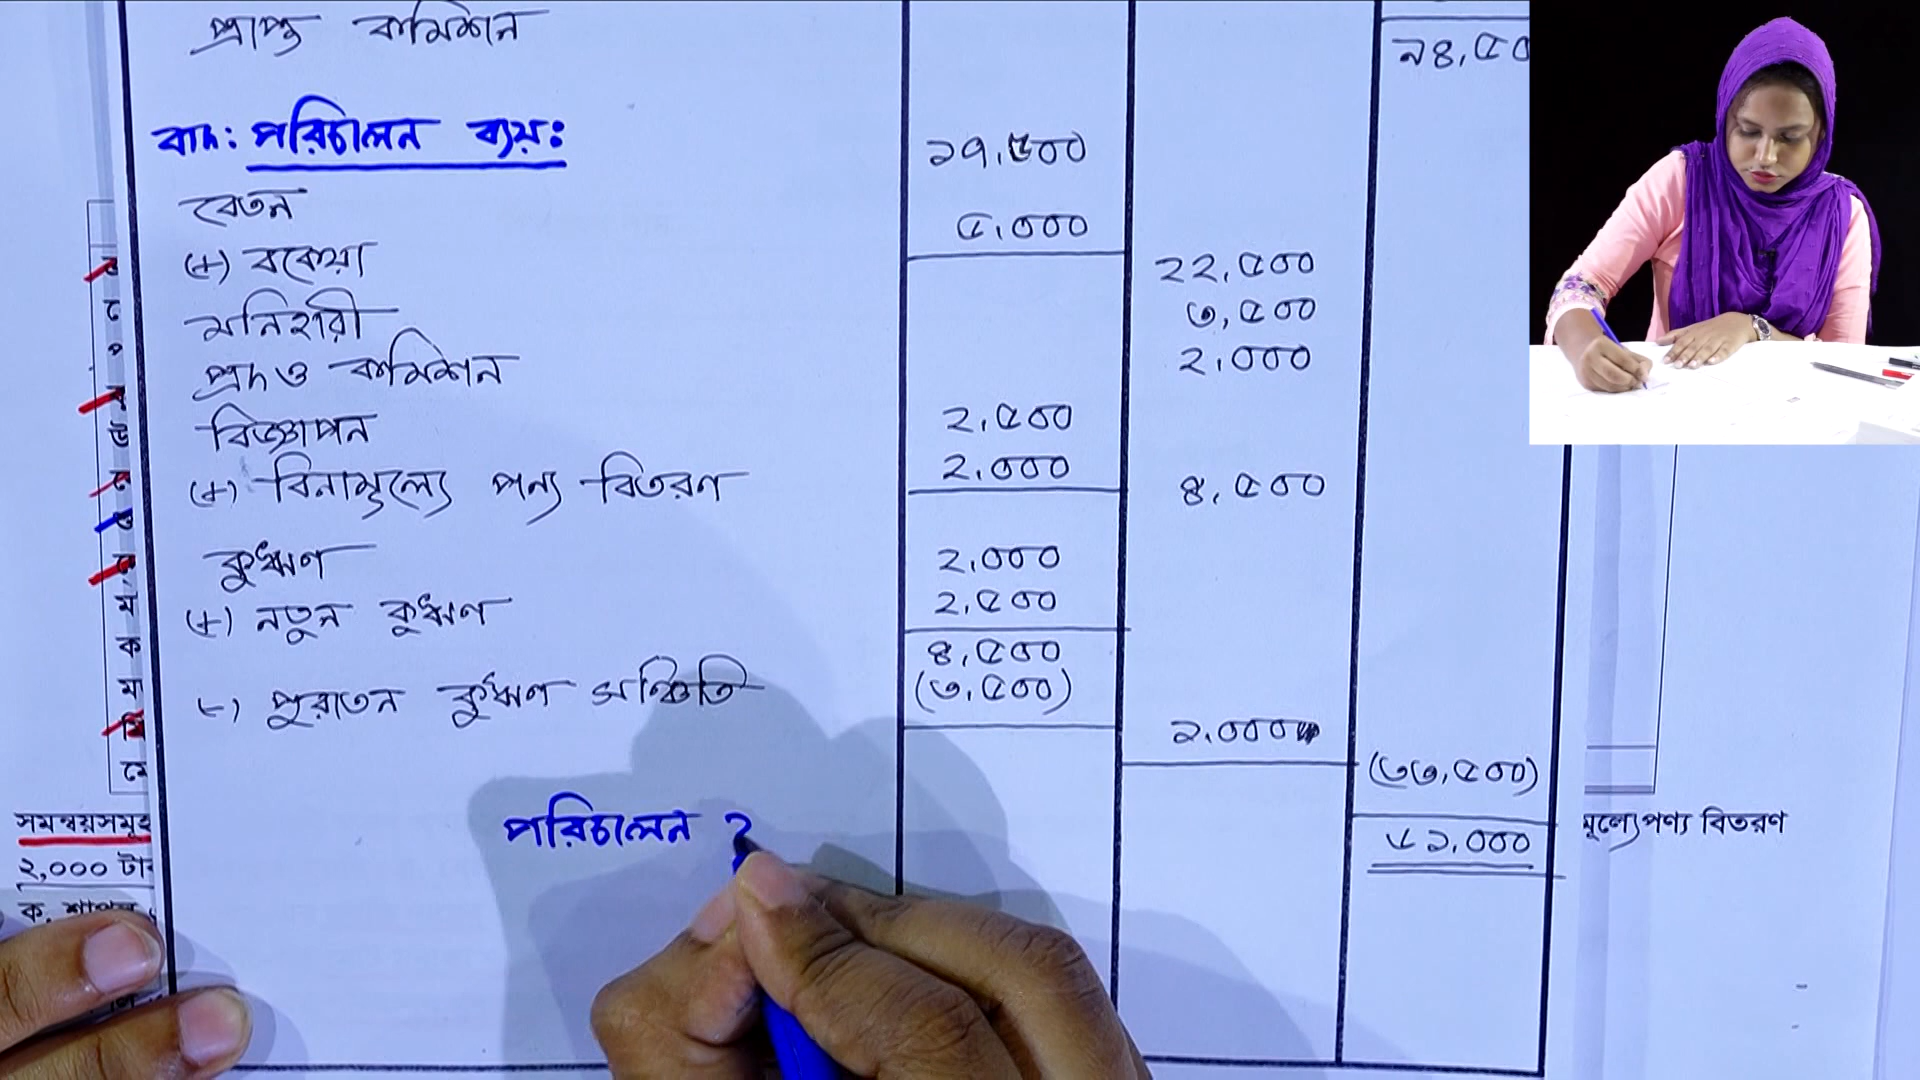 প্রাপ্ত কমিশন
৯৪,৫০
বাদ: পরিচালন ব্যয়:
১৭,৫০০
বেতন
৫,০০০
(+) বকেয়া ২২,৫০০
মনিহারী ৩,৫০০
প্রদত্ত কমিশন ২,০০০
বিজ্ঞাপন ২,৫০০
(+) বিনামূল্যে পন্য বিতরণ ২,০০০ ৪,৫০০
কুঋণ ২,০০০
(+) নতুন কুঋণ ২,৫০০
৪,৫০০
(-) পুরাতন কুঋণ সঞ্চিতি (৩,৫০০)
১,০০০
(৩৩,৫০০)
পরিচালন
৬১,০০০
সমন্বয়সমূহ
মূল্যে পণ্য বিতরণ
২,০০০ টা
ক.